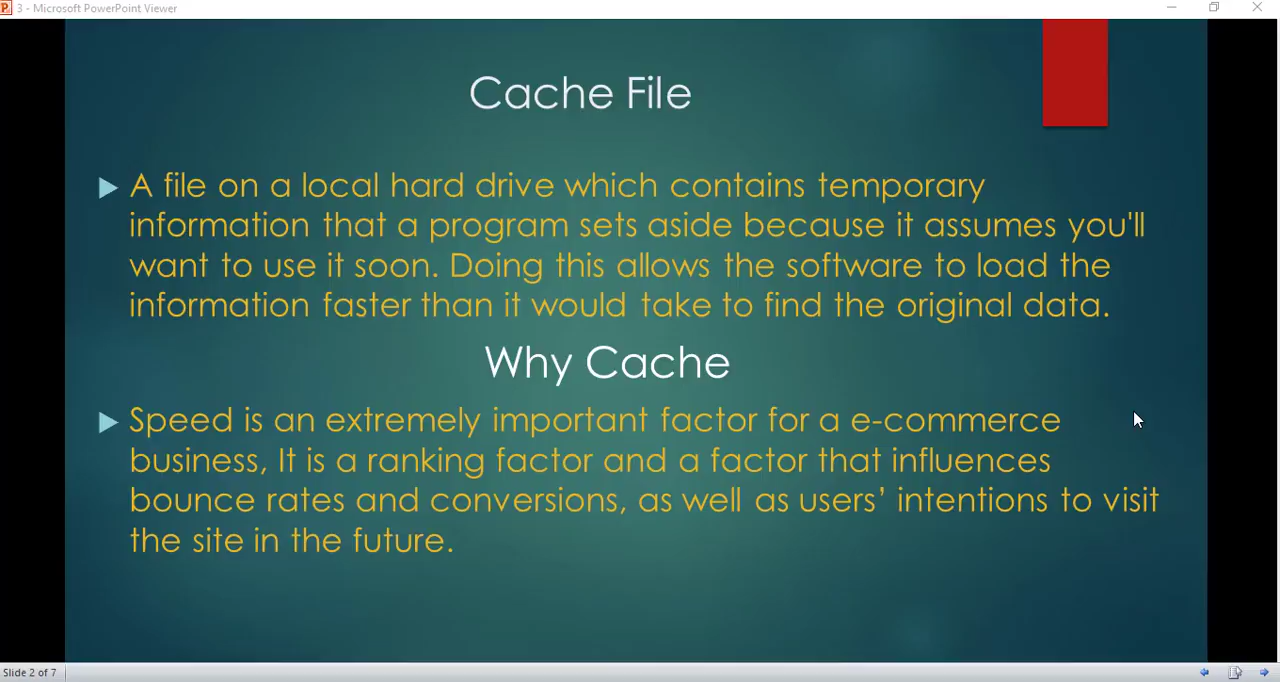 3 - Microsoft PowerPoint Viewer
Cache File
A file on a local hard drive which contains temporary
information that a program sets aside because it assumes you'll
want to use it soon. Doing this allows the software to load the
information faster than it would take to find the original data.
Why Cache
Speed is an extremely important factor for a e-commerce
business, It is a ranking factor and a factor that influences
bounce rates and conversions, as well as users’ intentions to visit
the site in the future.
Slide 2 of 7